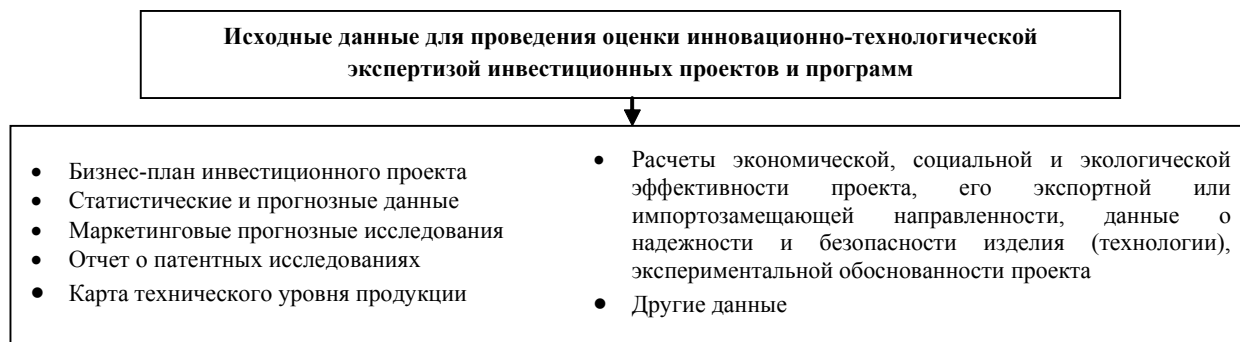 Исходные данные для проведения оценки инновационно-технологической
экспертизой инвестиционных проектов и программ
• Бизнес-план инвестиционного проекта
• Статистические и прогнозные данные
• Маркетинговые прогнозные исследования
• Отчет о патентных исследованиях
• Карта технического уровня продукции
• Расчеты экономической, социальной и экологической
эффективности проекта, его экспортной или
импортозамещающей направленности, данные о
надежности и безопасности изделия (технологии),
экспериментальной обоснованности проекта
• Другие данные